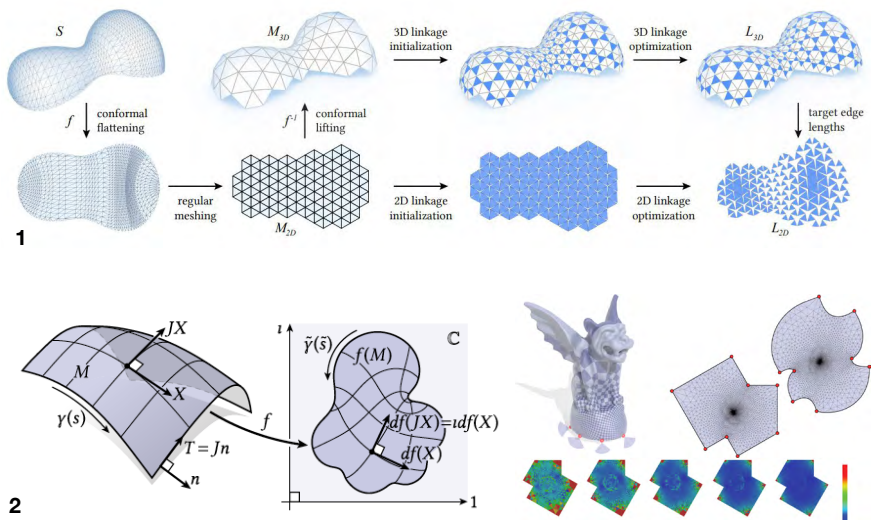 S
M3D
3D linkage
initialization
3D linkage
optimization
L3D
f
conformal
flattening
f⁻¹
conformal
lifting
target edge
lengths
regular
meshing
M2D
2D linkage
initialization
2D linkage
optimization
L2D
1
JX
M
X
γ(s)
T = Jn
n
f
ı
ℂ
γ̃(s̃)
f(M)
df(JX)=ıdf(X)
df(X)
1
2